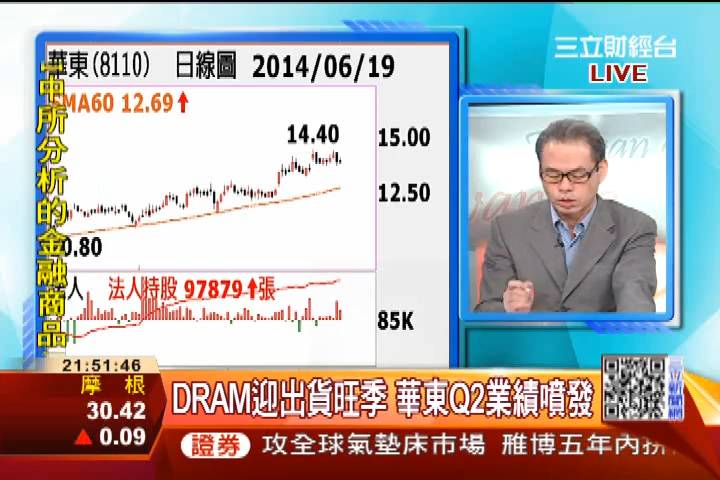 華東(8110) 日線圖 2014/06/19
三立財經台
LIVE
SMA60 12.69↑
14.40
15.00
12.50
0.80
人 法人持股 97879↑張
85K
中所分析的金融商品
21:51:46
摩根
30.42
▲0.09
DRAM迎出貨旺季 華東Q2業績噴發
證券 攻全球氣墊床市場 雅博五年內拚